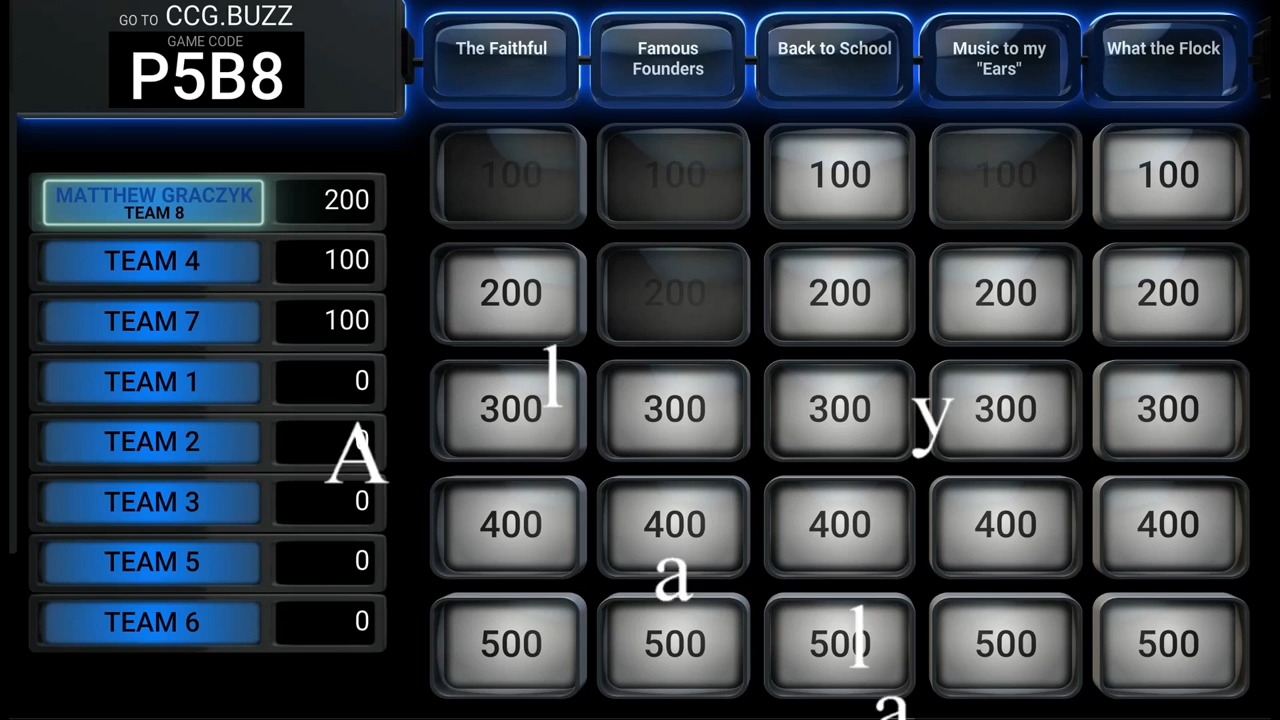 GO TO CCG.BUZZ
GAME CODE
P5B8
The Faithful
Famous
Founders
Back to School
Music to my
"Ears"
What the Flock
MATTHEW GRACZYK
TEAM 8
200
TEAM 4 100
TEAM 7 100
TEAM 1 0
TEAM 2 0
TEAM 3 0
TEAM 5 0
TEAM 6 0
100 100 100 100 100
200 200 200 200 200
300 300 300 300 300
400 400 400 400 400
500 500 500 500 500
A l a l a y